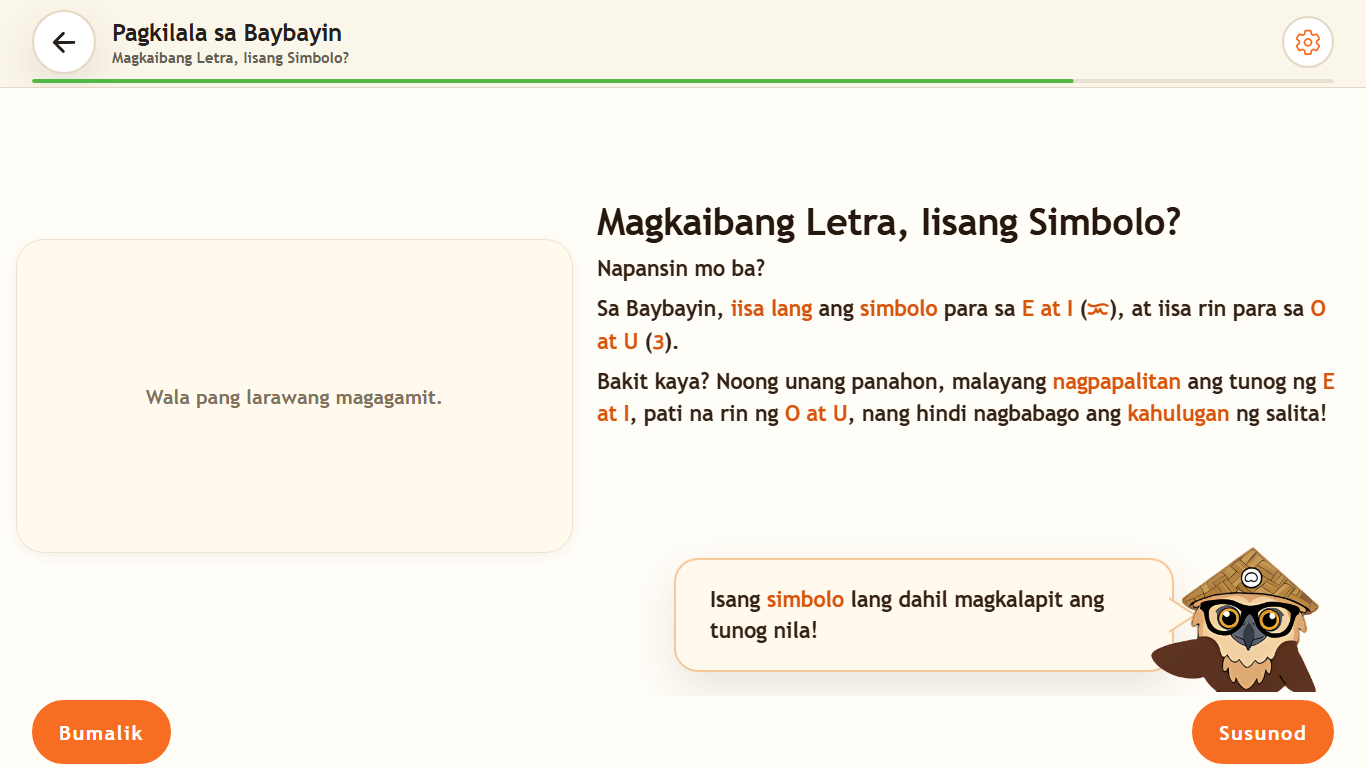 Pagkilala sa Baybayin
Magkaibang Letra, Iisang Simbolo?
Wala pang larawang magagamit.
Magkaibang Letra, Iisang Simbolo?
Napansin mo ba?
Sa Baybayin, iisa lang ang simbolo para sa E at I (ᜁ), at iisa rin para sa O
at U (ᜂ).
Bakit kaya? Noong unang panahon, malayang nagpapalitan ang tunog ng E
at I, pati na rin ng O at U, nang hindi nagbabago ang kahulugan ng salita!
Isang simbolo lang dahil magkalapit ang
tunog nila!
Bumalik
Susunod